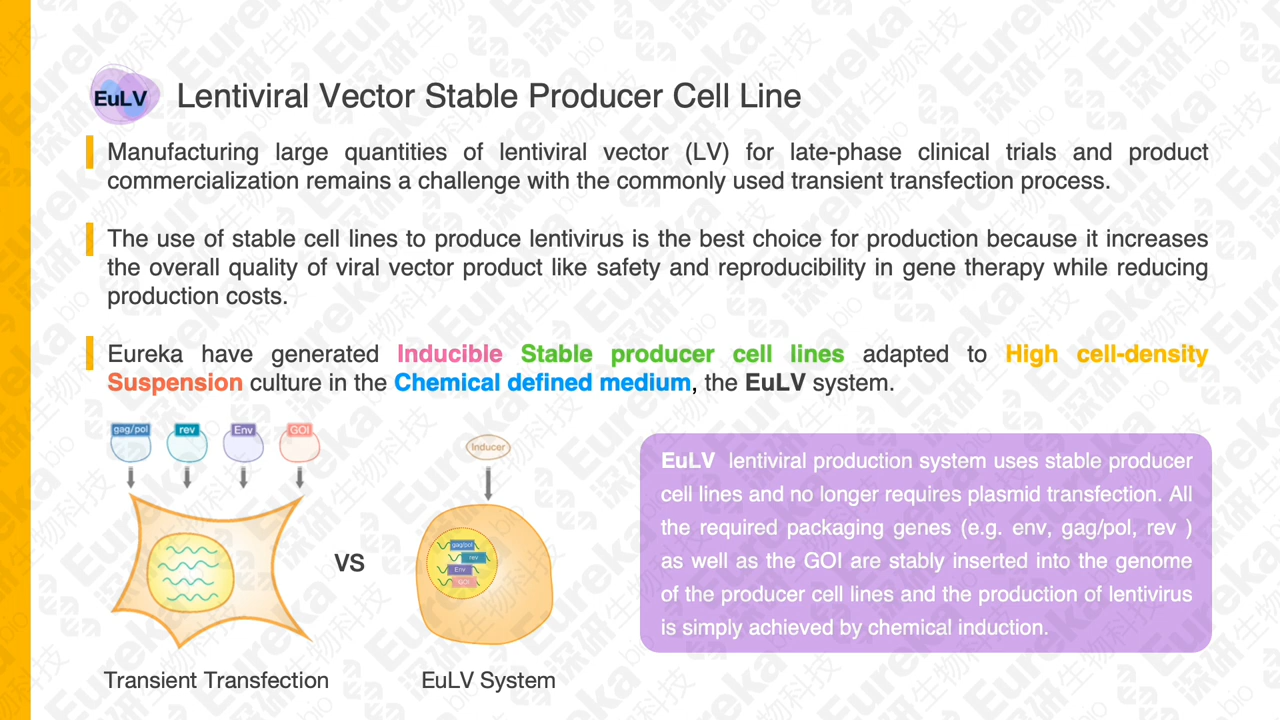 EuLV Lentiviral Vector Stable Producer Cell Line
Manufacturing large quantities of lentiviral vector (LV) for late-phase clinical trials and product
commercialization remains a challenge with the commonly used transient transfection process.
The use of stable cell lines to produce lentivirus is the best choice for production because it increases
the overall quality of viral vector product like safety and reproducibility in gene therapy while reducing
production costs.
Eureka have generated Inducible Stable producer cell lines adapted to High cell-density
Suspension culture in the Chemical defined medium, the EuLV system.
gag/pol rev Env GOI
Inducer
gag/pol
rev
Env
GOI
VS
Transient Transfection
EuLV System
EuLV lentiviral production system uses stable producer
cell lines and no longer requires plasmid transfection. All
the required packaging genes (e.g. env, gag/pol, rev )
as well as the GOI are stably inserted into the genome
of the producer cell lines and the production of lentivirus
is simply achieved by chemical induction.
Eureka bio
深研生物科技